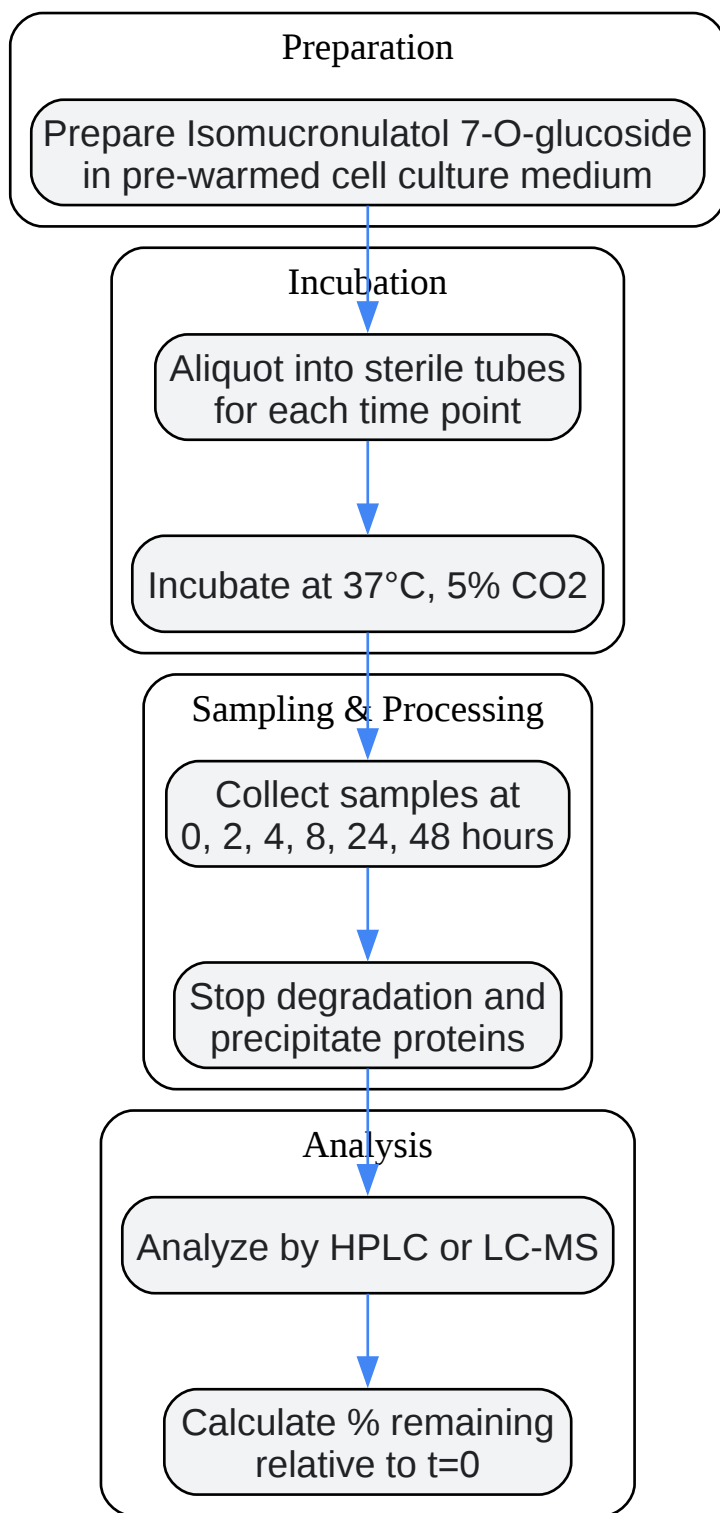 Preparation
Prepare Isomucronulatol 7-O-glucoside
in pre-warmed cell culture medium
Incubation
Aliquot into sterile tubes
for each time point
Incubate at 37°C, 5% CO2
Sampling & Processing
Collect samples at
0, 2, 4, 8, 24, 48 hours
Stop degradation and
precipitate proteins
Analysis
Analyze by HPLC or LC-MS
Calculate % remaining
relative to t=0